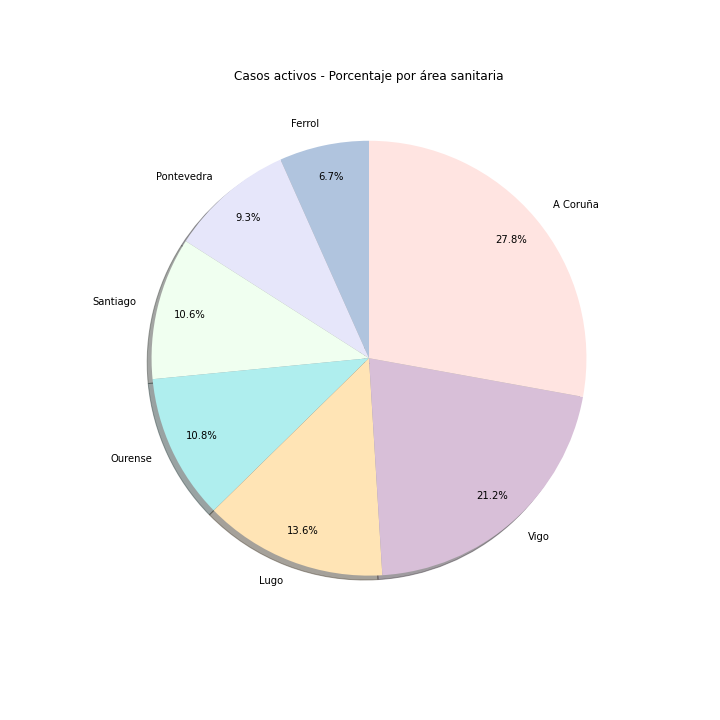 Casos activos - Porcentaje por área sanitaria
Ferrol
6.7%
Pontevedra
9.3%
A Coruña
27.8%
Santiago
10.6%
Ourense
10.8%
Vigo
21.2%
Lugo
13.6%